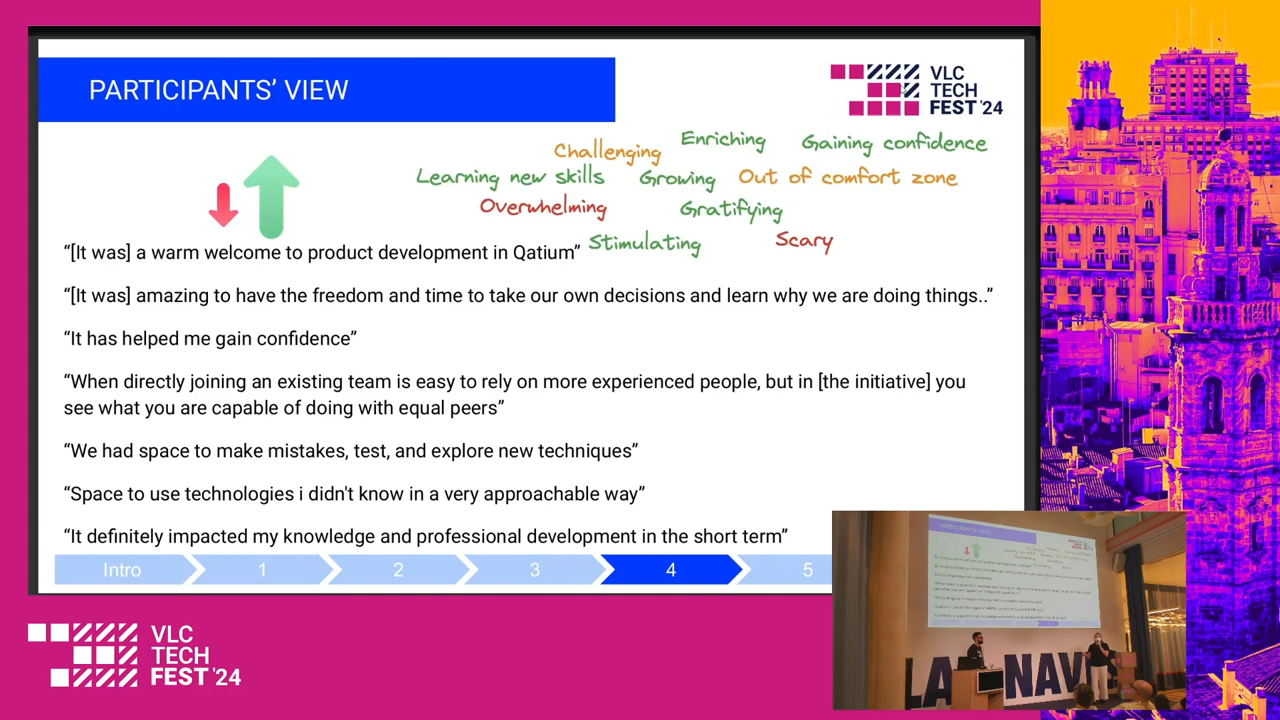 PARTICIPANTS’ VIEW
VLC
TECH
FEST '24
Challenging
Enriching
Gaining confidence
Learning new skills
Growing
Out of comfort zone
Overwhelming
Gratifying
“[It was] a warm welcome to product development in Qatium”
Stimulating
Scary
“[It was] amazing to have the freedom and time to take our own decisions and learn why we are doing things..”
“It has helped me gain confidence”
“When directly joining an existing team is easy to rely on more experienced people, but in [the initiative] you
see what you are capable of doing with equal peers”
“We had space to make mistakes, test, and explore new techniques”
“Space to use technologies i didn't know in a very approachable way”
“It definitely impacted my knowledge and professional development in the short term”
Intro
1
2
3
4
5
VLC
TECH
FEST '24
PARTICIPANTS’ VIEW
LA NAV